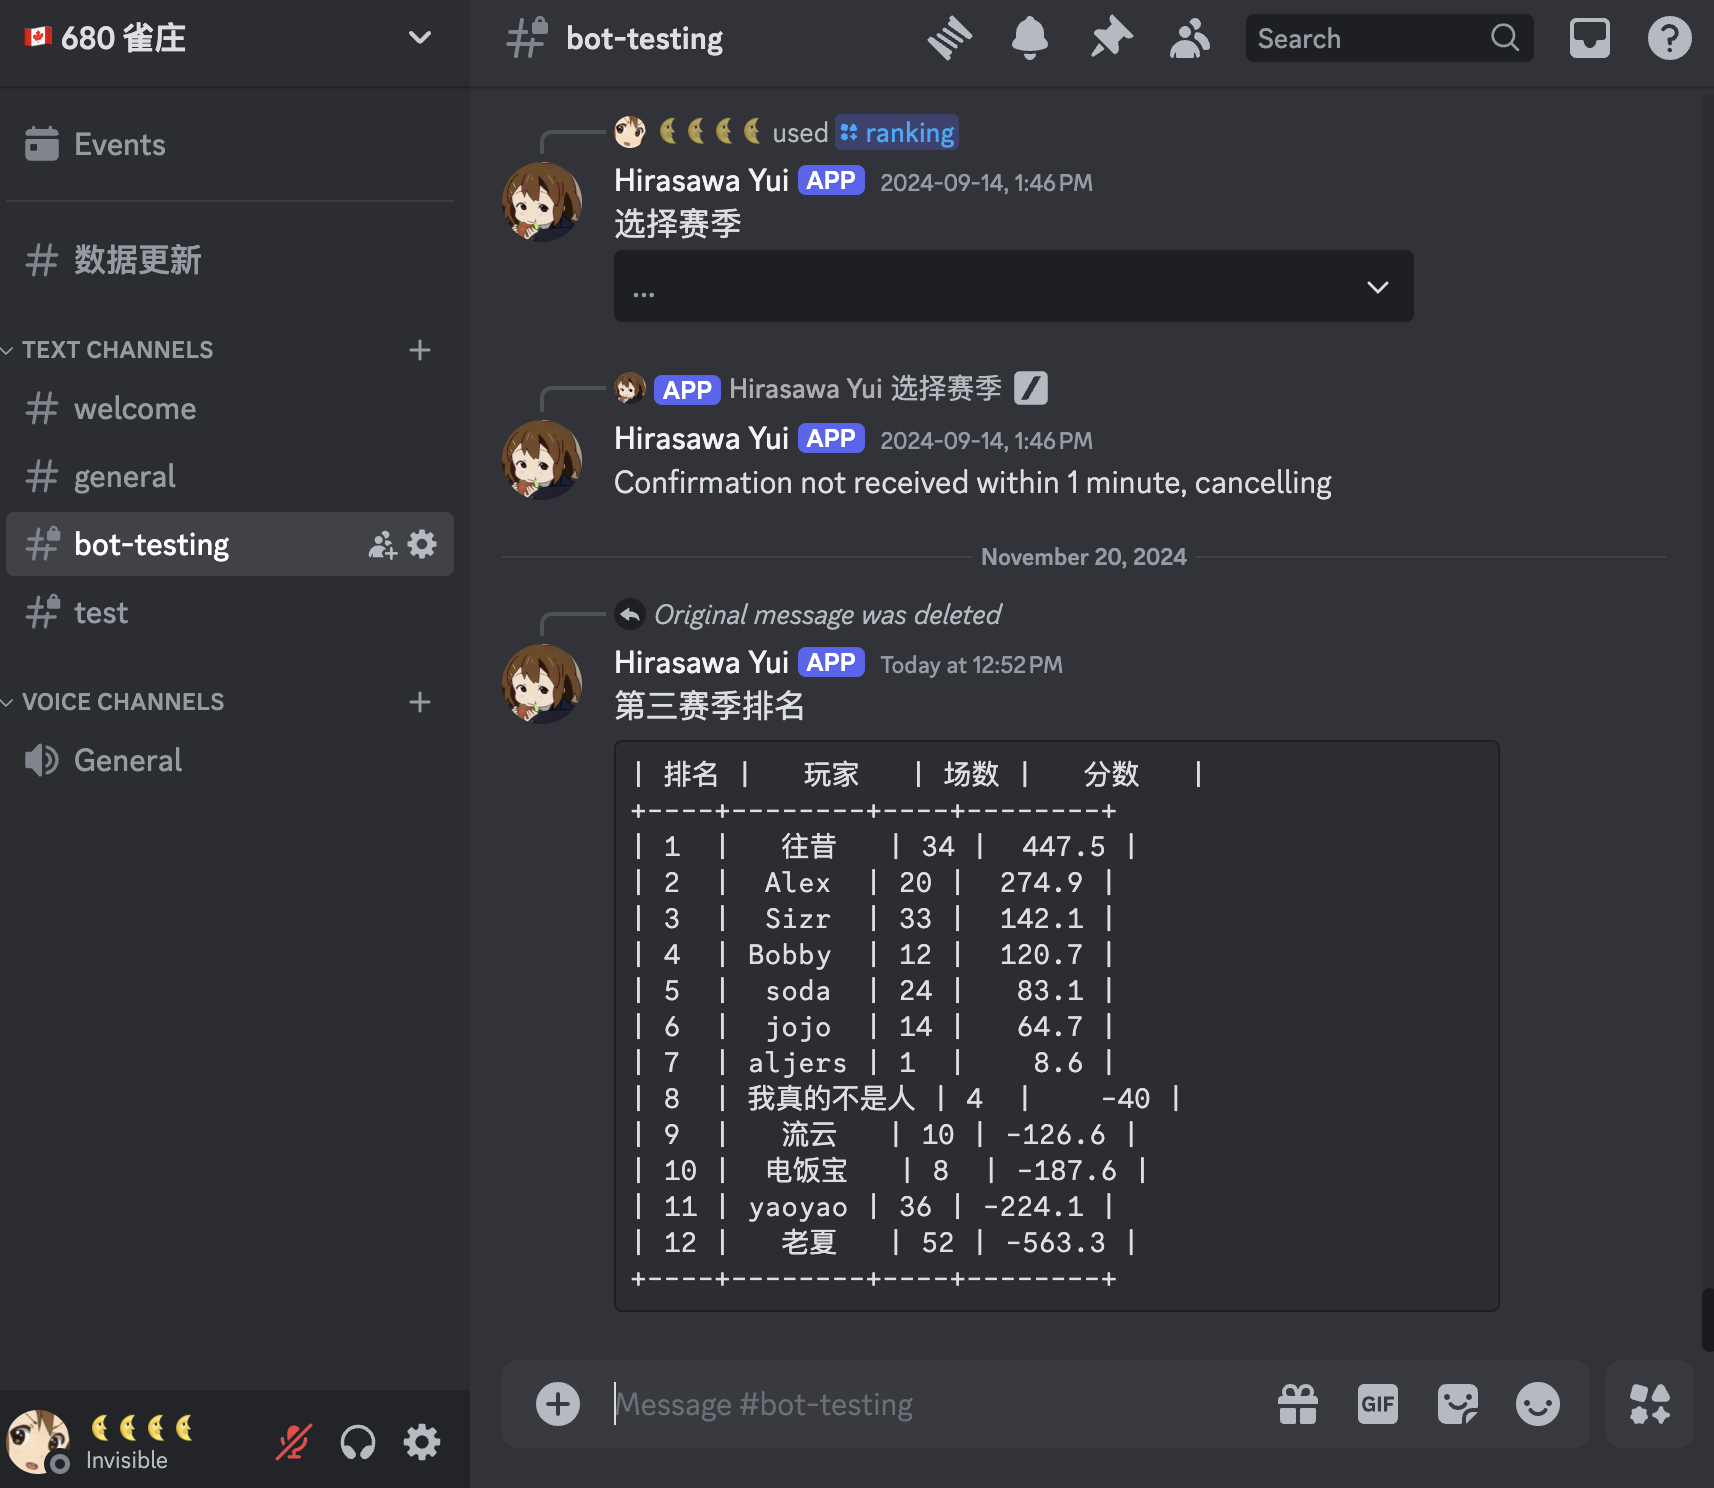 680 雀庄
Events
数据更新
TEXT CHANNELS
welcome
general
bot-testing
test
VOICE CHANNELS
General
Invisible
bot-testing
Search
used ranking
Hirasawa Yui APP 2024-09-14, 1:46 PM
选择赛季
...
APP Hirasawa Yui 选择赛季
Hirasawa Yui APP 2024-09-14, 1:46 PM
Confirmation not received within 1 minute, cancelling
November 20, 2024
Original message was deleted
Hirasawa Yui APP Today at 12:52 PM
第三赛季排名
| 排名 | 玩家 | 场数 | 分数 |
+----+--------+----+--------+
| 1 | 往昔 | 34 | 447.5 |
| 2 | Alex | 20 | 274.9 |
| 3 | Sizr | 33 | 142.1 |
| 4 | Bobby | 12 | 120.7 |
| 5 | soda | 24 | 83.1 |
| 6 | jojo | 14 | 64.7 |
| 7 | aljers | 1 | 8.6 |
| 8 | 我真的不是人 | 4 | -40 |
| 9 | 流云 | 10 | -126.6 |
| 10 | 电饭宝 | 8 | -187.6 |
| 11 | yaoyao | 36 | -224.1 |
| 12 | 老夏 | 52 | -563.3 |
+----+--------+----+--------+
Message #bot-testing
GIF